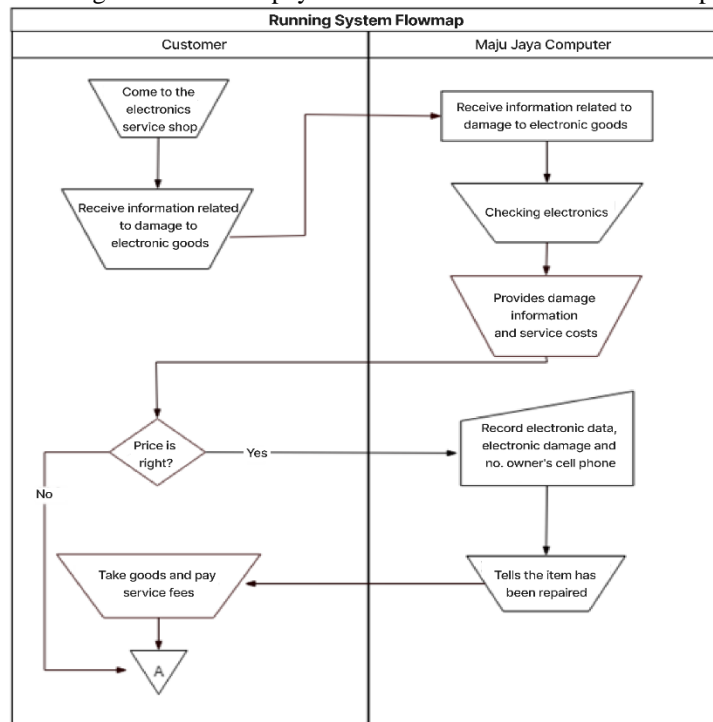 Running System Flowmap
Customer
Maju Jaya Computer
Come to the
electronics
service shop
Receive information related to
damage to electronic goods
Receive information related
to damage to
electronic goods
Checking electronics
Provides damage
information
and service costs
Price is
right?
Yes
Record electronic data,
electronic damage and
no. owner's cell phone
No
Take goods and pay
service fees
Tells the item has
been repaired
A